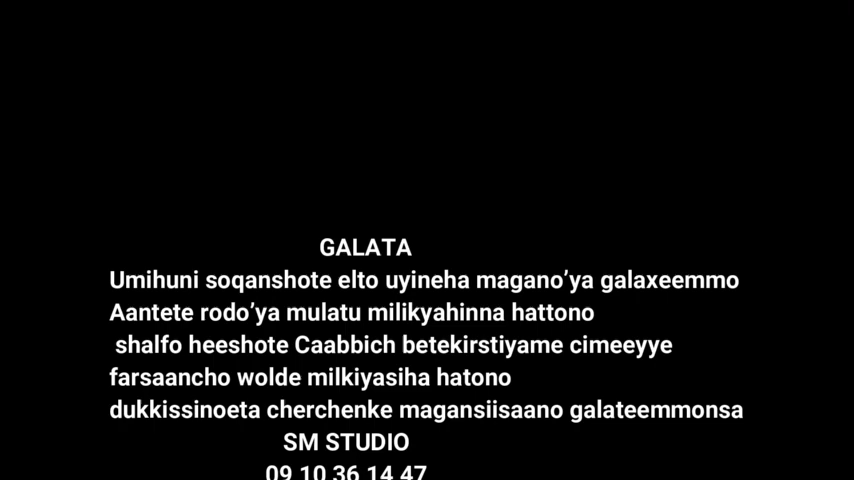 GALATA
Umihuni soqanshote elto uyineha magano’ya galaxeemmo
Aantete rodo’ya mulatu milikyahinna hattono
shalfo heeshote Caabbich betekirstiyame cimeeyye
farsaancho wolde milkiyasiha hatono
dukkissinoeta cherchenke magansiisaano galateemmonsa
SM STUDIO
09 10 36 14 47